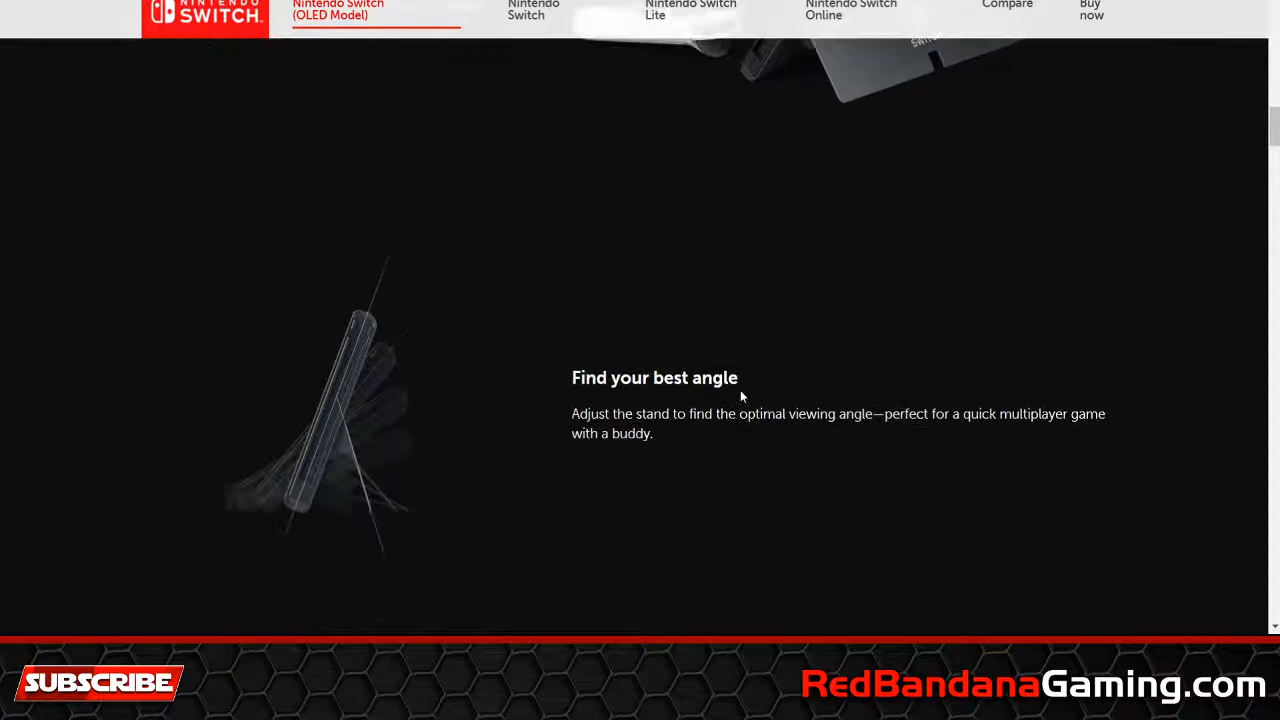 NINTENDO
SWITCH
Nintendo Switch
(OLED Model)
Nintendo
Switch
Nintendo Switch
Lite
Nintendo Switch
Online
Compare
Buy
now
Find your best angle
Adjust the stand to find the optimal viewing angle—perfect for a quick multiplayer game
with a buddy.
SUBSCRIBE
RedBandanaGaming.com